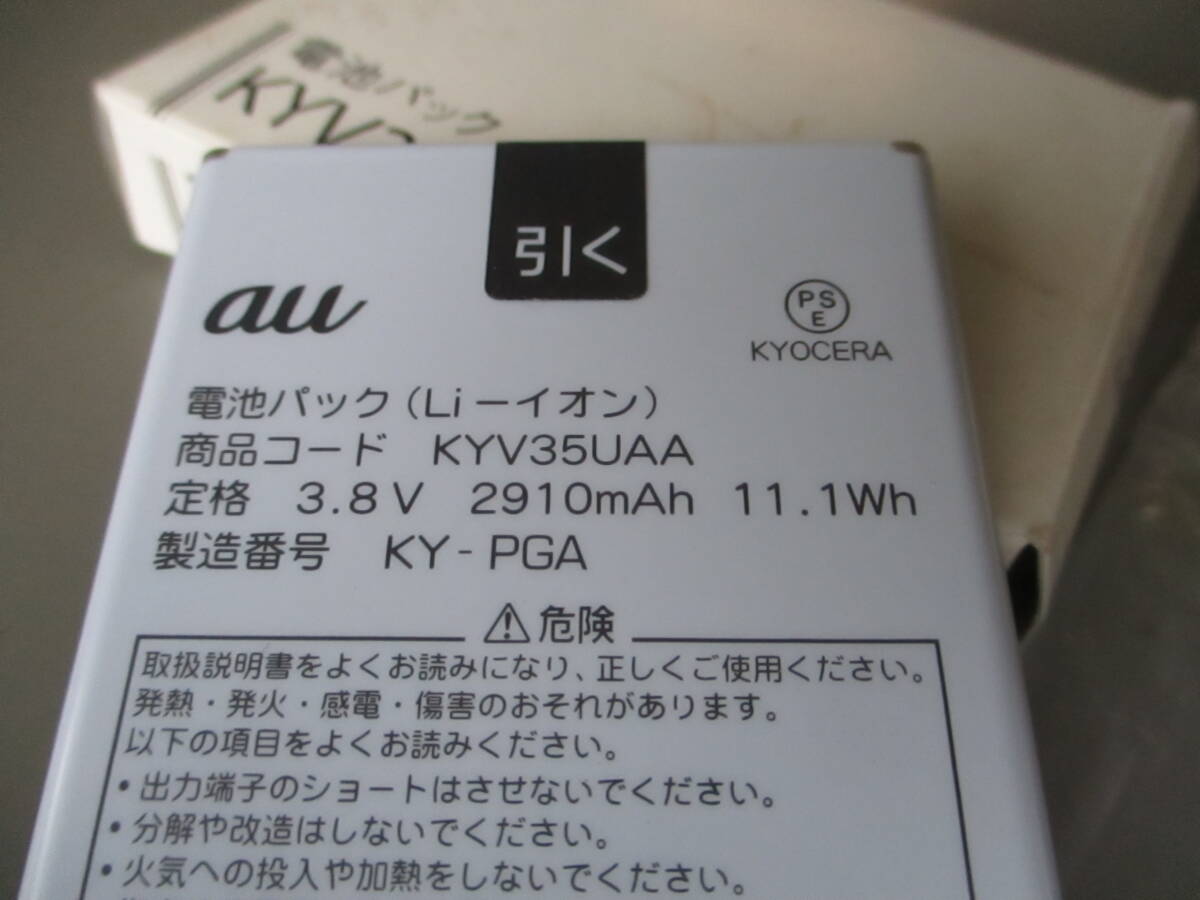 電池パック
KYV
引く
au
PS
E
KYOCERA
電池パック(Li-イオン)
商品コード KYV35UAA
定格 3.8V 2910mAh 11.1Wh
製造番号 KY-PGA
⚠危険
取扱説明書をよくお読みになり、正しくご使用ください。
発熱・発火・感電・傷害のおそれがあります。
以下の項目をよくお読みください。
・出力端子のショートはさせないでください。
・分解や改造はしないでください。
・火気への投入や加熱をしないでください。